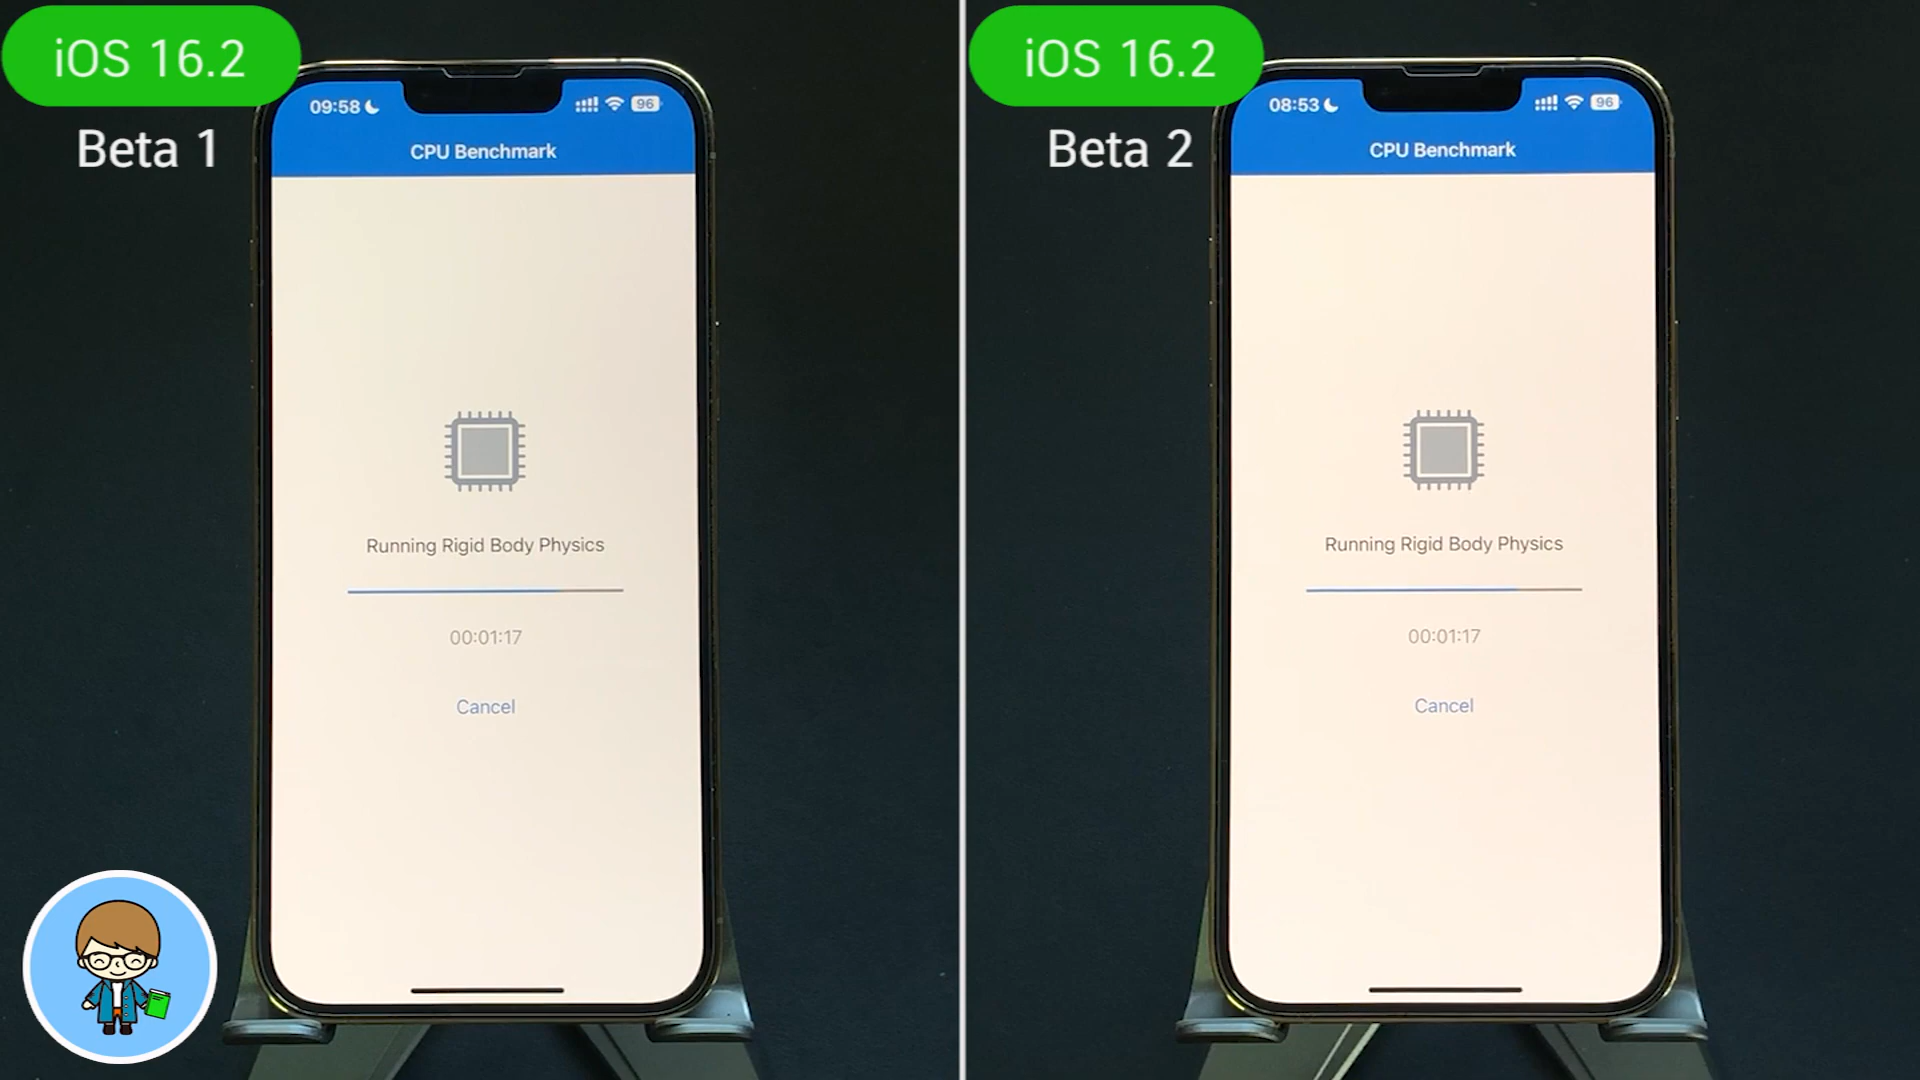 iOS 16.2
Beta 1
09:58
96
CPU Benchmark
Running Rigid Body Physics
00:01:17
Cancel
iOS 16.2
Beta 2
08:53
96
CPU Benchmark
Running Rigid Body Physics
00:01:17
Cancel